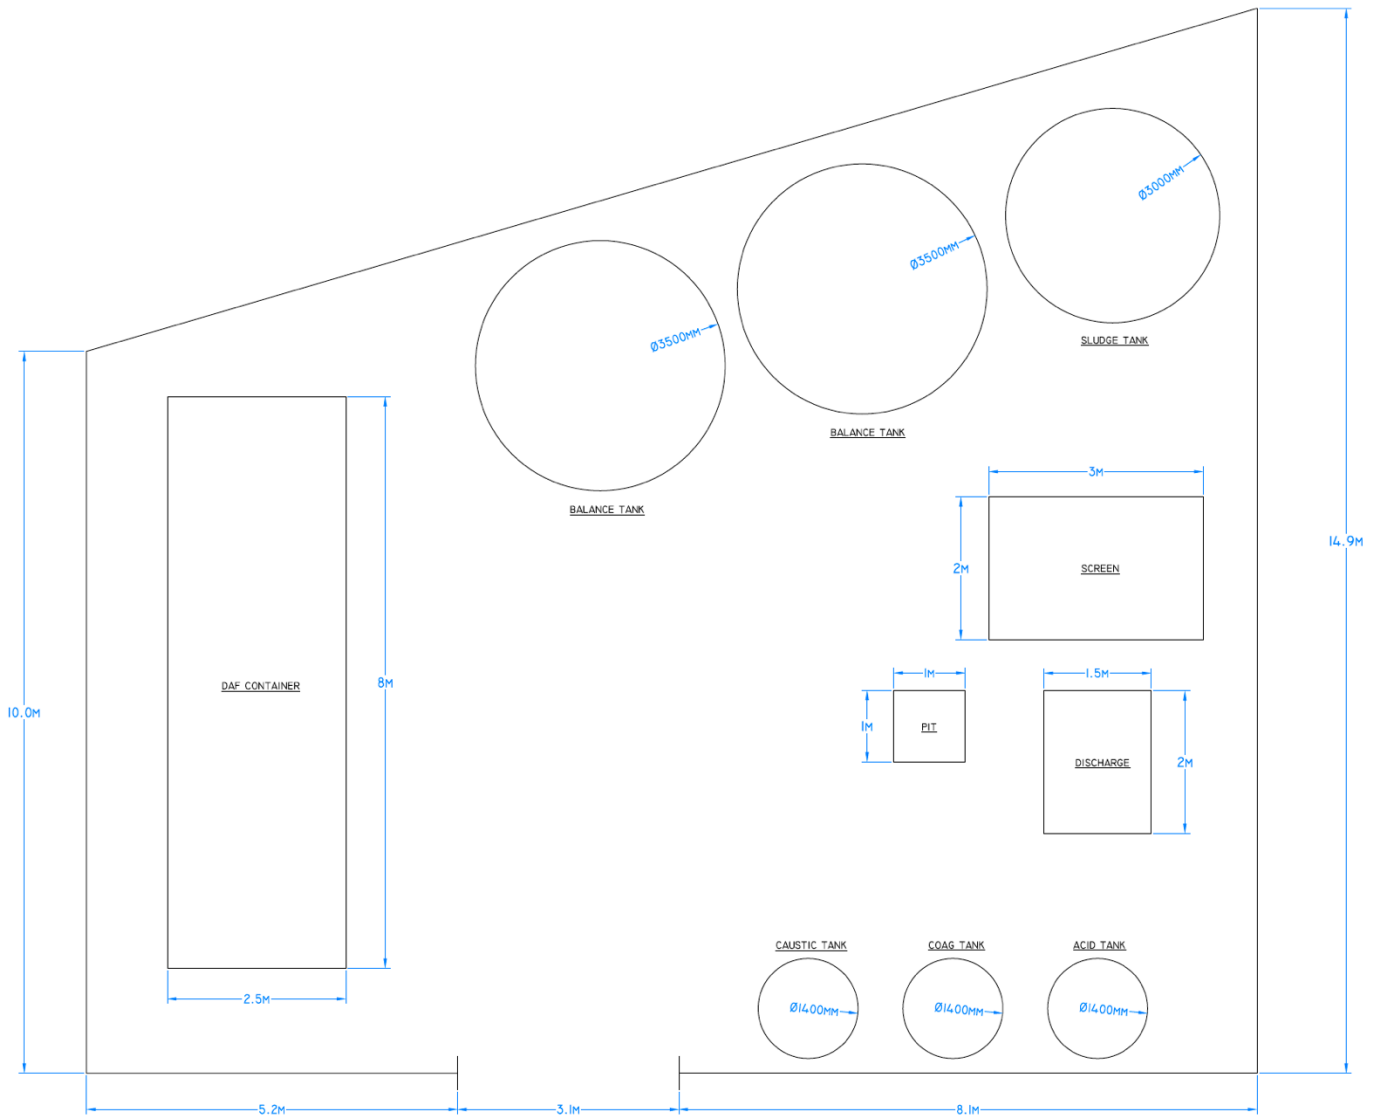 Ø3000MM
Ø3500MM
SLUDGE TANK
Ø3500MM
BALANCE TANK
3M
BALANCE TANK
14.9M
2M
SCREEN
1M
1.5M
8M
DAF CONTAINER
10.0M
1M
PIT
DISCHARGE
2M
CAUSTIC TANK
COAG TANK
ACID TANK
2.5M
Ø1400MM
Ø1400MM
Ø1400MM
5.2M
3.1M
8.1M